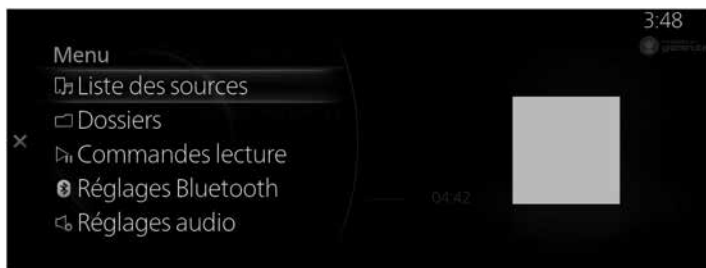 3:48
Menu
Liste des sources
Dossiers
Commandes lecture
Réglages Bluetooth
Réglages audio
04:42